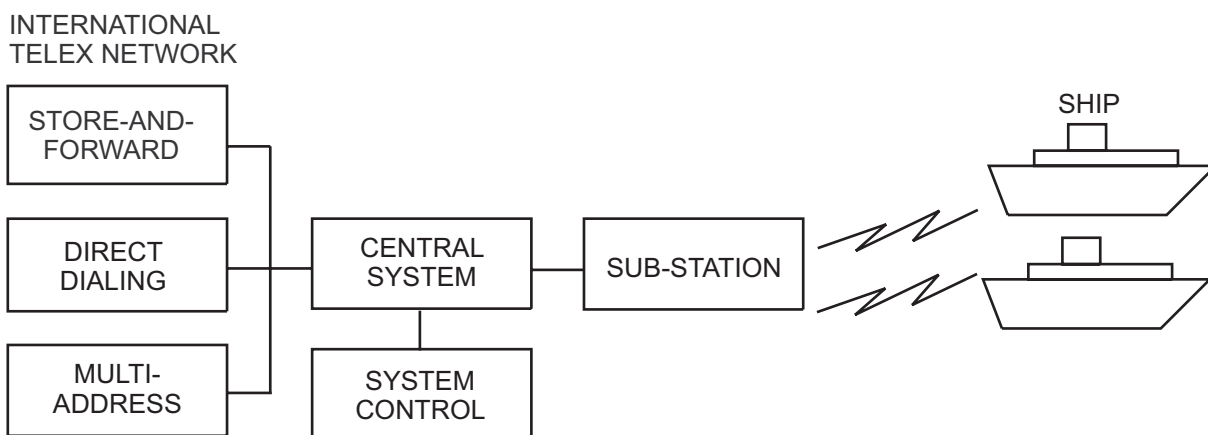 INTERNATIONAL
TELEX NETWORK
STORE-AND-
FORWARD
DIRECT
DIALING
MULTI-
ADDRESS
CENTRAL
SYSTEM
SYSTEM
CONTROL
SUB-STATION
SHIP